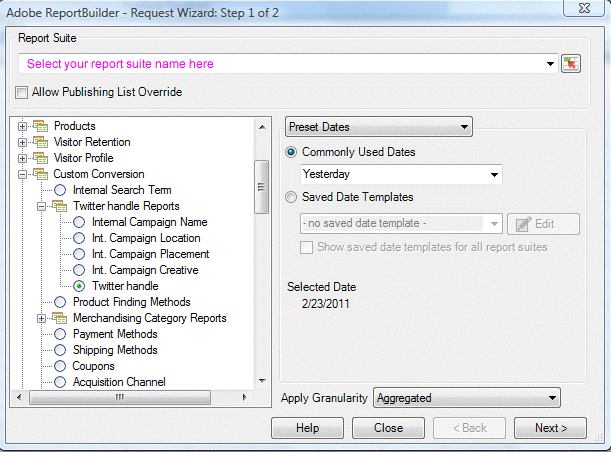 Adobe ReportBuilder - Request Wizard: Step 1 of 2
Report Suite
Select your report suite name here
Allow Publishing List Override
Products
Visitor Retention
Visitor Profile
Custom Conversion
Internal Search Term
Twitter handle Reports
Internal Campaign Name
Int. Campaign Location
Int. Campaign Placement
Int. Campaign Creative
Twitter handle
Product Finding Methods
Merchandising Category Reports
Payment Methods
Shipping Methods
Coupons
Acquisition Channel
Preset Dates
Commonly Used Dates
Yesterday
Saved Date Templates
- no saved date template -
Edit
Show saved date templates for all report suites
Selected Date
2/23/2011
Apply Granularity
Aggregated
Help
Close
< Back
Next >